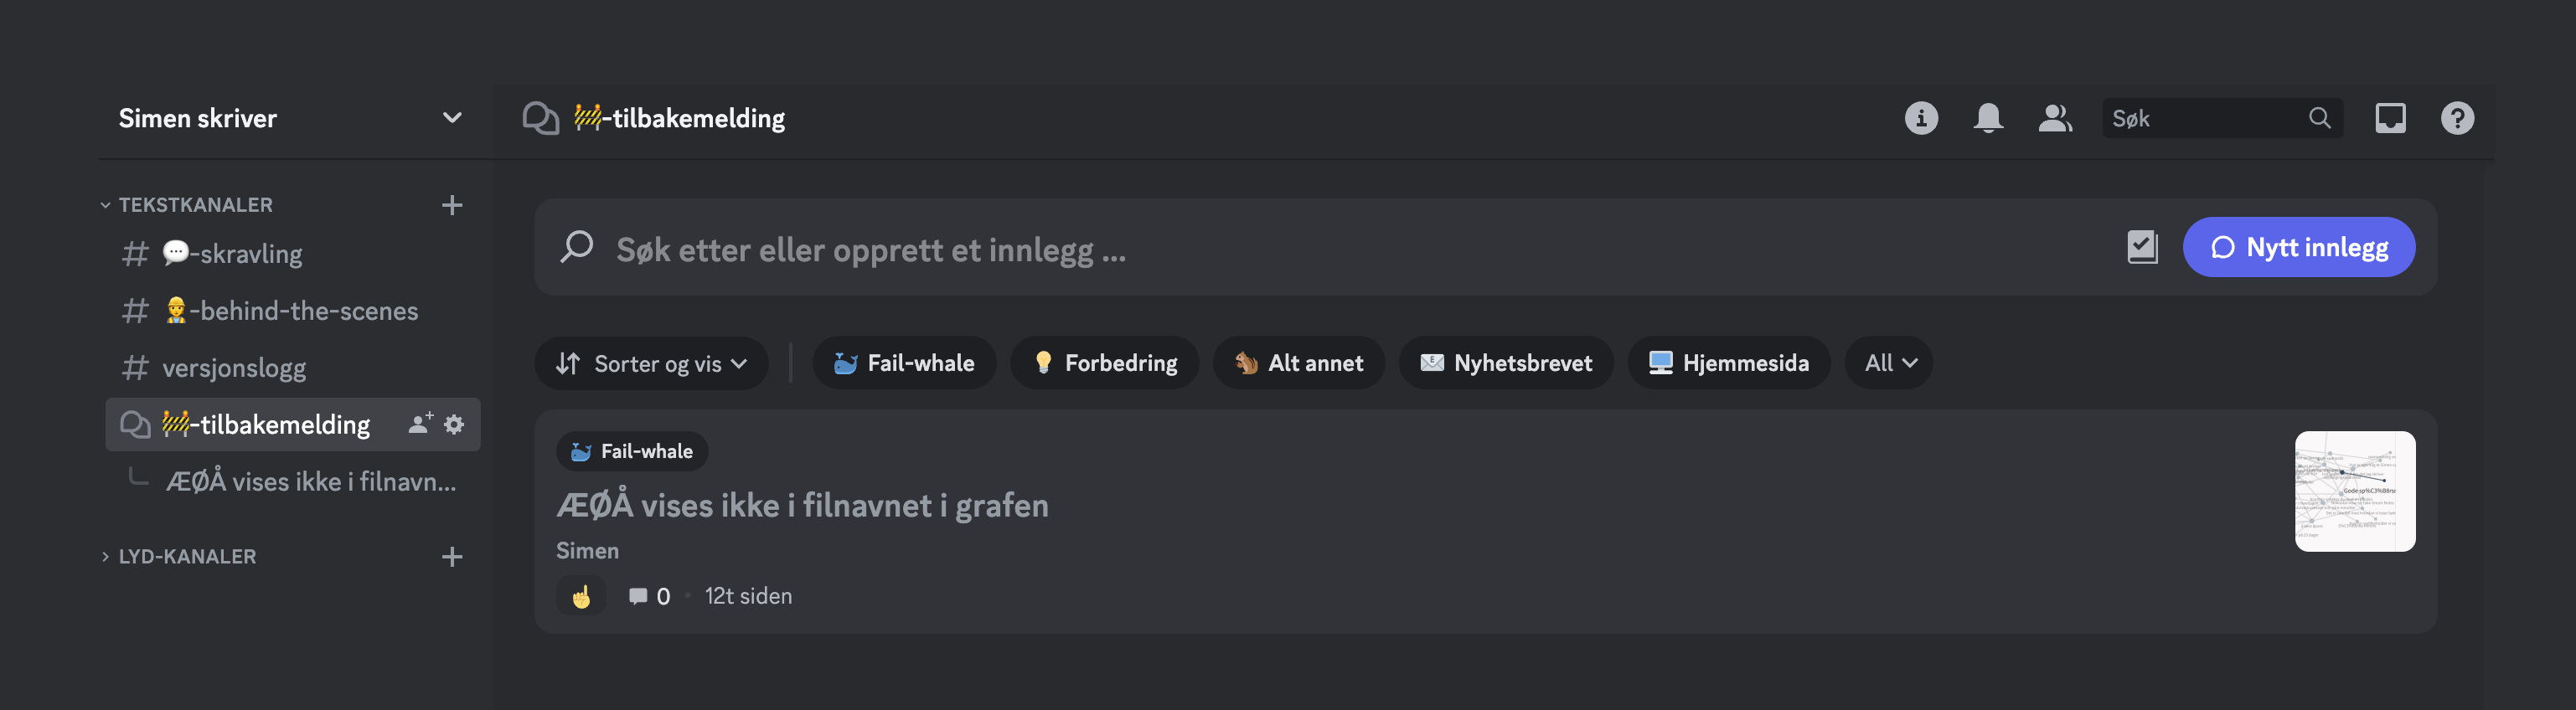 Simen skriver
🚧-tilbakemelding
Søk
TEKSTKANALER
💬-skravling
👷-behind-the-scenes
versjonslogg
🚧-tilbakemelding
ÆØÅ vises ikke i filnavn...
LYD-KANALER
Søk etter eller opprett et innlegg ...
Nytt innlegg
Sorter og vis
🐳 Fail-whale
💡 Forbedring
🐿️ Alt annet
📧 Nyhetsbrevet
🖥️ Hjemmesida
All
🐳 Fail-whale
ÆØÅ vises ikke i filnavnet i grafen
Simen
☝️ 0 • 12t siden